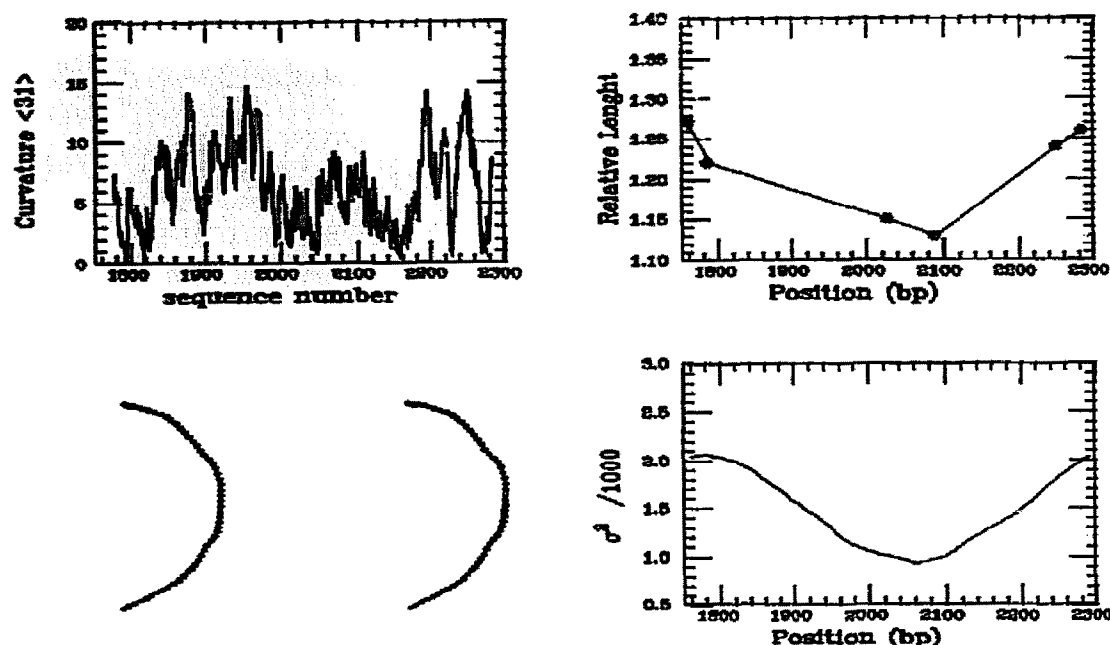 20
15
10
5
0
Curvature <31>
1800 1900 2000 2100 2200 2300
sequence number
1.40
1.35
1.30
1.25
1.20
1.15
1.10
Relative Lenght
1800 1900 2000 2100 2200 2300
Position (bp)
3.0
2.5
2.0
1.5
1.0
0.5
σ² /1000
1800 1900 2000 2100 2200 2300
Position (bp)